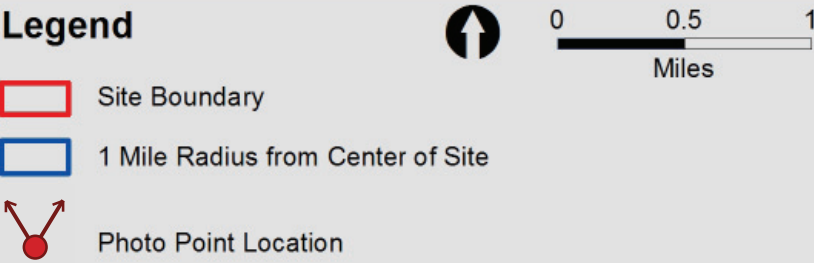 Legend
0 0.5 1
Miles
Site Boundary
1 Mile Radius from Center of Site
Photo Point Location